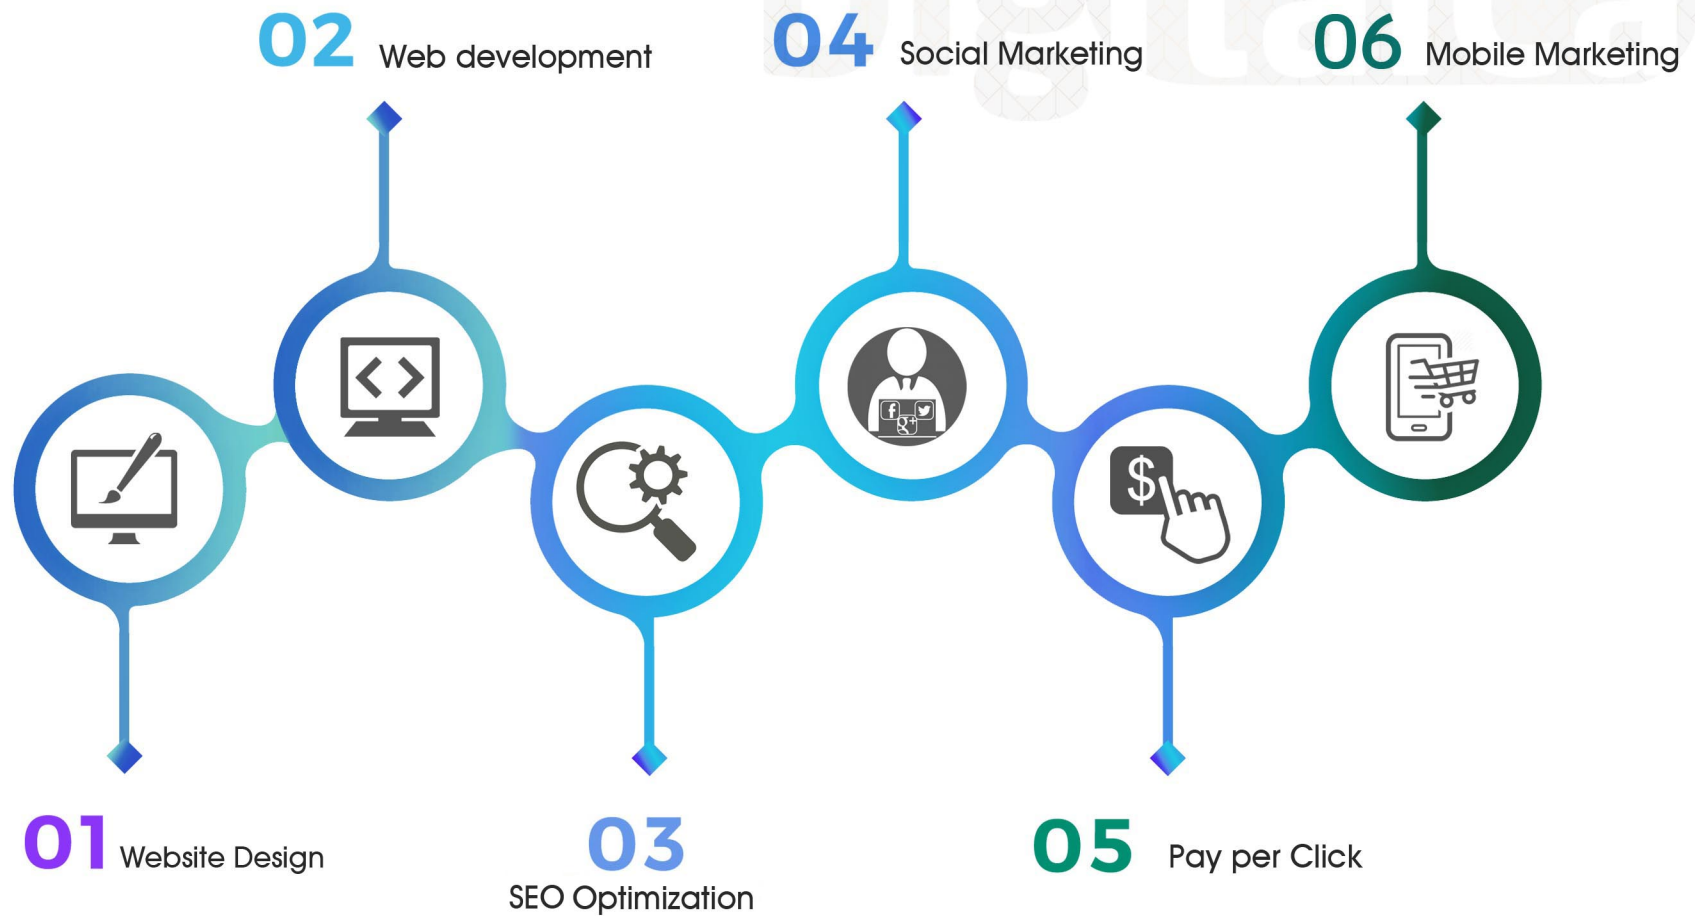 01 Website Design
02 Web development
03
SEO Optimization
04 Social Marketing
05 Pay per Click
06 Mobile Marketing
< >
f
g+
$